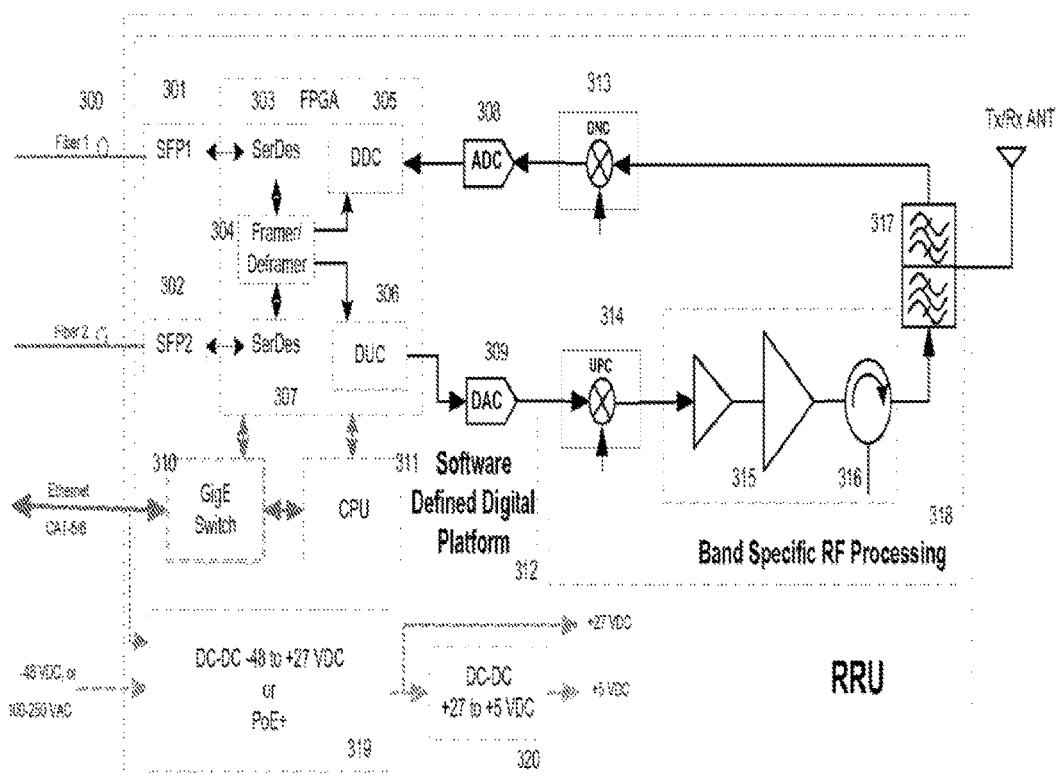 300
301
303
FPGA
305
308
313
DNC
Tx/Rx ANT
Fiber 1
SFP1
SerDes
DDC
ADC
304
Framer/
Deframer
317
302
306
314
Fiber 2
SFP2
SerDes
DUC
309
DAC
UPC
307
310
311
Software
Defined Digital
Platform
315
316
318
Ethernet
CAT-5/6
GigE
Switch
CPU
Band Specific RF Processing
312
+27 VDC
-48 VDC, or
DC-DC -48 to +27 VDC
or
PoE+
DC-DC
+27 to +5 VDC
+5 VDC
RRU
319
320